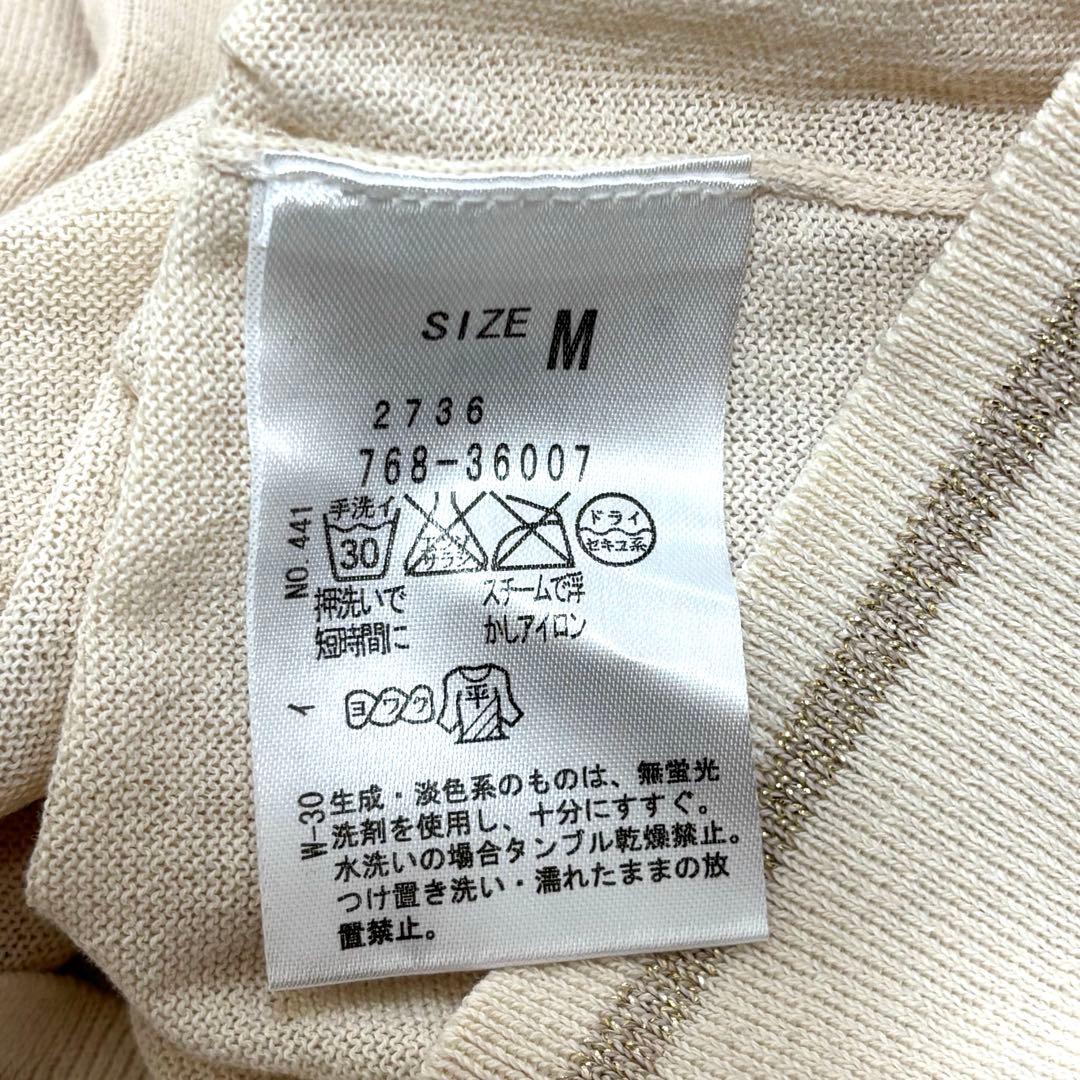 SIZE M
2736
768-36007
NO.441
手洗イ
30
ドライ
セキユ系
押洗いで
短時間に
スチームで浮
かしアイロン
イ
ヨワク
平
W-30
生成・淡色系のものは、無蛍光
洗剤を使用し、十分にすすぐ。
水洗いの場合タンブル乾燥禁止。
つけ置き洗い・濡れたままの放
置禁止。